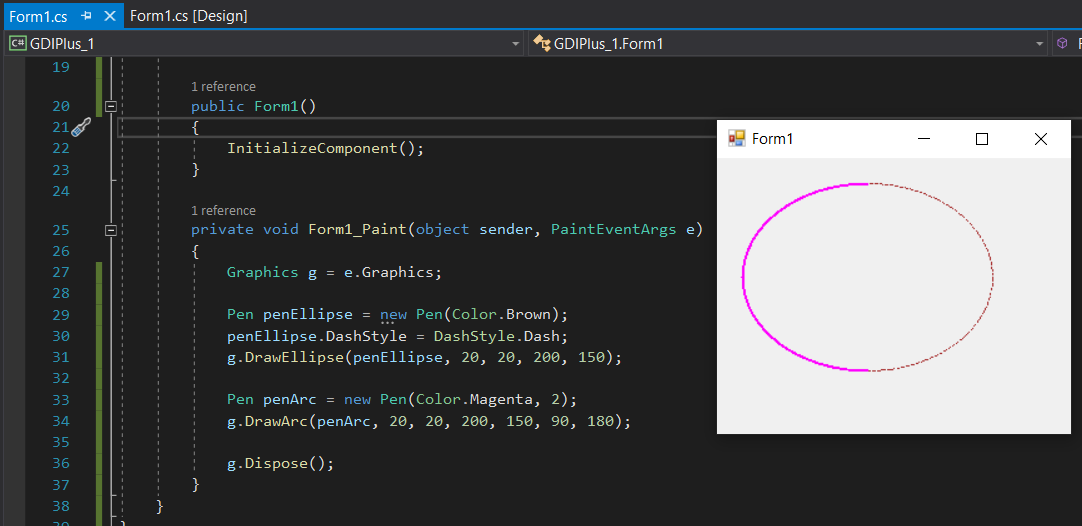 Form1.cs Form1.cs [Design]
C# GDIPlus_1 GDIPlus_1.Form1 F
19
1 reference
20 public Form1()
21 {
22 InitializeComponent();
23 }
24
1 reference
25 private void Form1_Paint(object sender, PaintEventArgs e)
26 {
27 Graphics g = e.Graphics;
28
29 Pen penEllipse = new Pen(Color.Brown);
30 penEllipse.DashStyle = DashStyle.Dash;
31 g.DrawEllipse(penEllipse, 20, 20, 200, 150);
32
33 Pen penArc = new Pen(Color.Magenta, 2);
34 g.DrawArc(penArc, 20, 20, 200, 150, 90, 180);
35
36 g.Dispose();
37 }
38 }
Form1